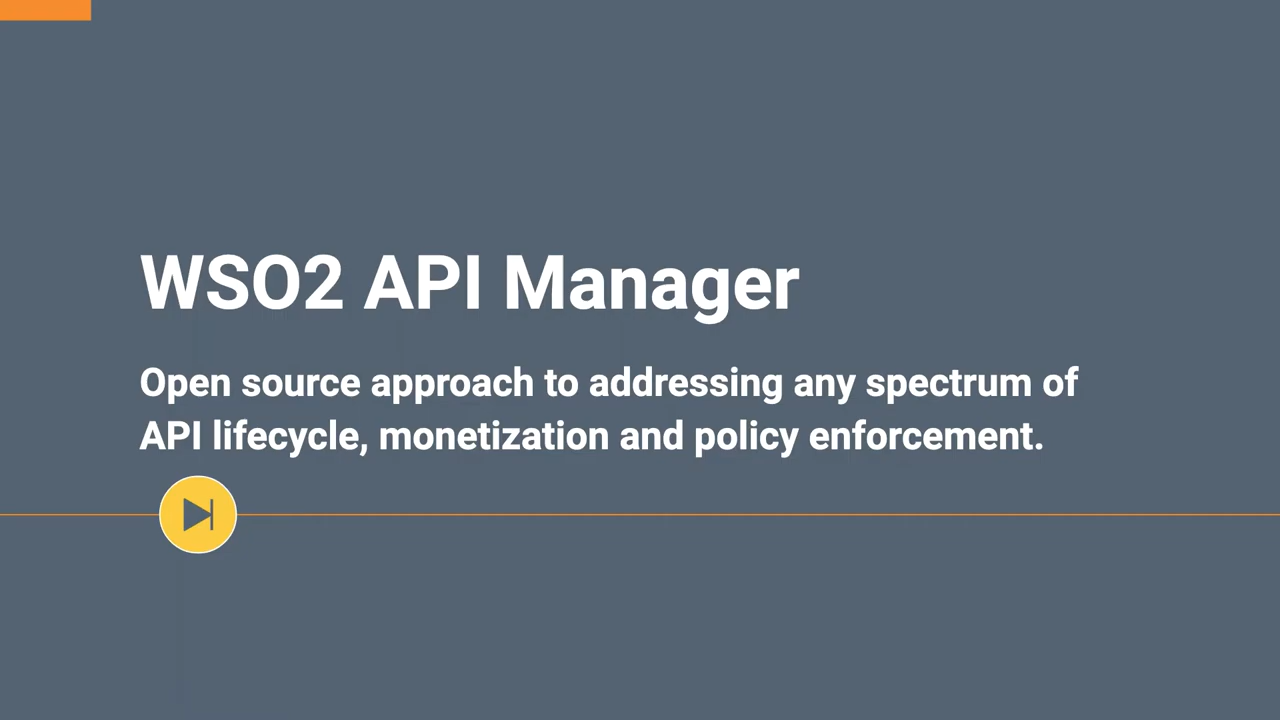 WSO2 API Manager
Open source approach to addressing any spectrum of
API lifecycle, monetization and policy enforcement.